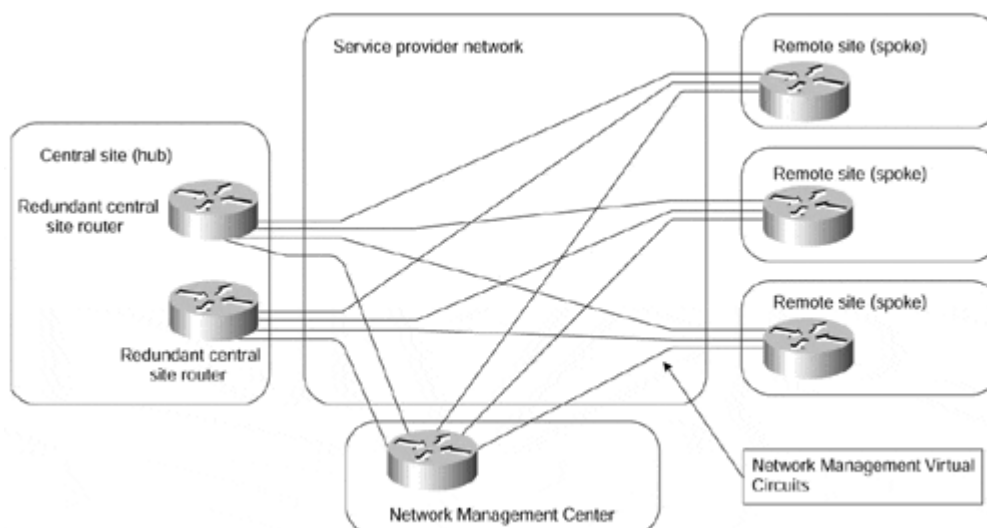 Service provider network
Remote site (spoke)
Central site (hub)
Redundant central
site router
Remote site (spoke)
Redundant central
site router
Remote site (spoke)
Network Management Center
Network Management Virtual
Circuits